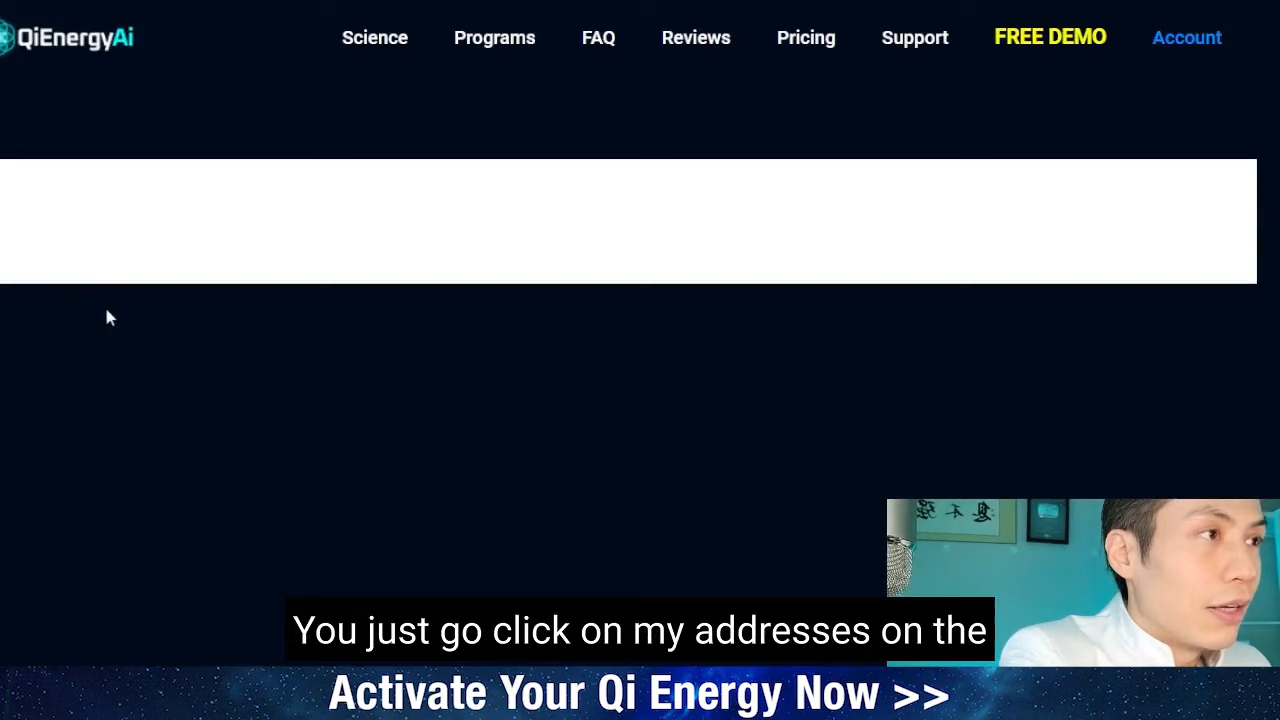 QiEnergyAi
Science Programs FAQ Reviews Pricing Support FREE DEMO Account
You just go click on my addresses on the
Activate Your Qi Energy Now >>